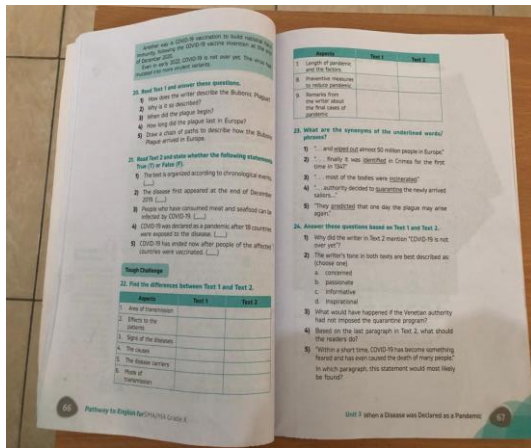 Another way is COVID-19 vaccination to build national
immunity, following the COVID-19 vaccine invention at the
of December 2020.
Even in early 2022, COVID-19 is not over yet. The virus has
mutated into more virulent variants.
20. Read Text 1 and answer these questions.
1) How does the writer describe the Bubonic Plague?
2) Why is it so described?
3) When did the plague begin?
4) How long did the plague last in Europe?
5) Draw a chain of paths to describe how the Bubonic
Plague arrived in Europe.
21. Read Text 2 and state whether the following statements
True (T) or False (F).
1) The text is organised according to chronological events.
(___)
2) The disease first appeared at the end of December
2019. (___)
3) People who have consumed meat and seafood can be
infected by COVID-19. (___)
4) COVID-19 was declared as a pandemic after 18 countries
were exposed to the disease. (___)
5) COVID-19 has ended now after people of the affected
countries were vaccinated. (___)
Tough Challenge
22. Find the differences between Text 1 and Text 2.
Aspects Text 1 Text 2
1. Area of transmission
2. Effects to the
patients
3. Signs of the diseases
4. The causes
5. The disease carriers
6. Mode of
transmission
66 Pathway to English for SMA/MA Grade X
Aspects Text 1 Text 2
7. Length of pandemic
and the factors
8. Preventive measures
to reduce pandemic
9. Remarks from
the writer about
the final cases of
pandemic
23. What are the synonyms of the underlined words/
phrases?
1) "... and wiped out almost 50 million people in Europe."
2) "... finally it was identified in Crimea for the first
time in 1347"
3) "... most of the bodies were incinerated"
4) "... authority decided to quarantine the newly arrived
sailors..."
5) "They predicted that one day the plague may arise
again."
24. Answer these questions based on Text 1 and Text 2.
1) Why did the writer in Text 2 mention "COVID-19 is not
over yet"?
2) The writer's tone in both texts are best described as:
(choose one)
a. concerned
b. passionate
c. informative
d. inspirational
3) What would have happened if the Venetian authority
had not imposed the quarantine program?
4) Based on the last paragraph in Text 2, what should
the readers do?
5) "Within a short time, COVID-19 has become something
feared and has even caused the death of many people."
In which paragraph, this statement would most likely
be found?
Unit 3 When a Disease was Declared as a Pandemic 67